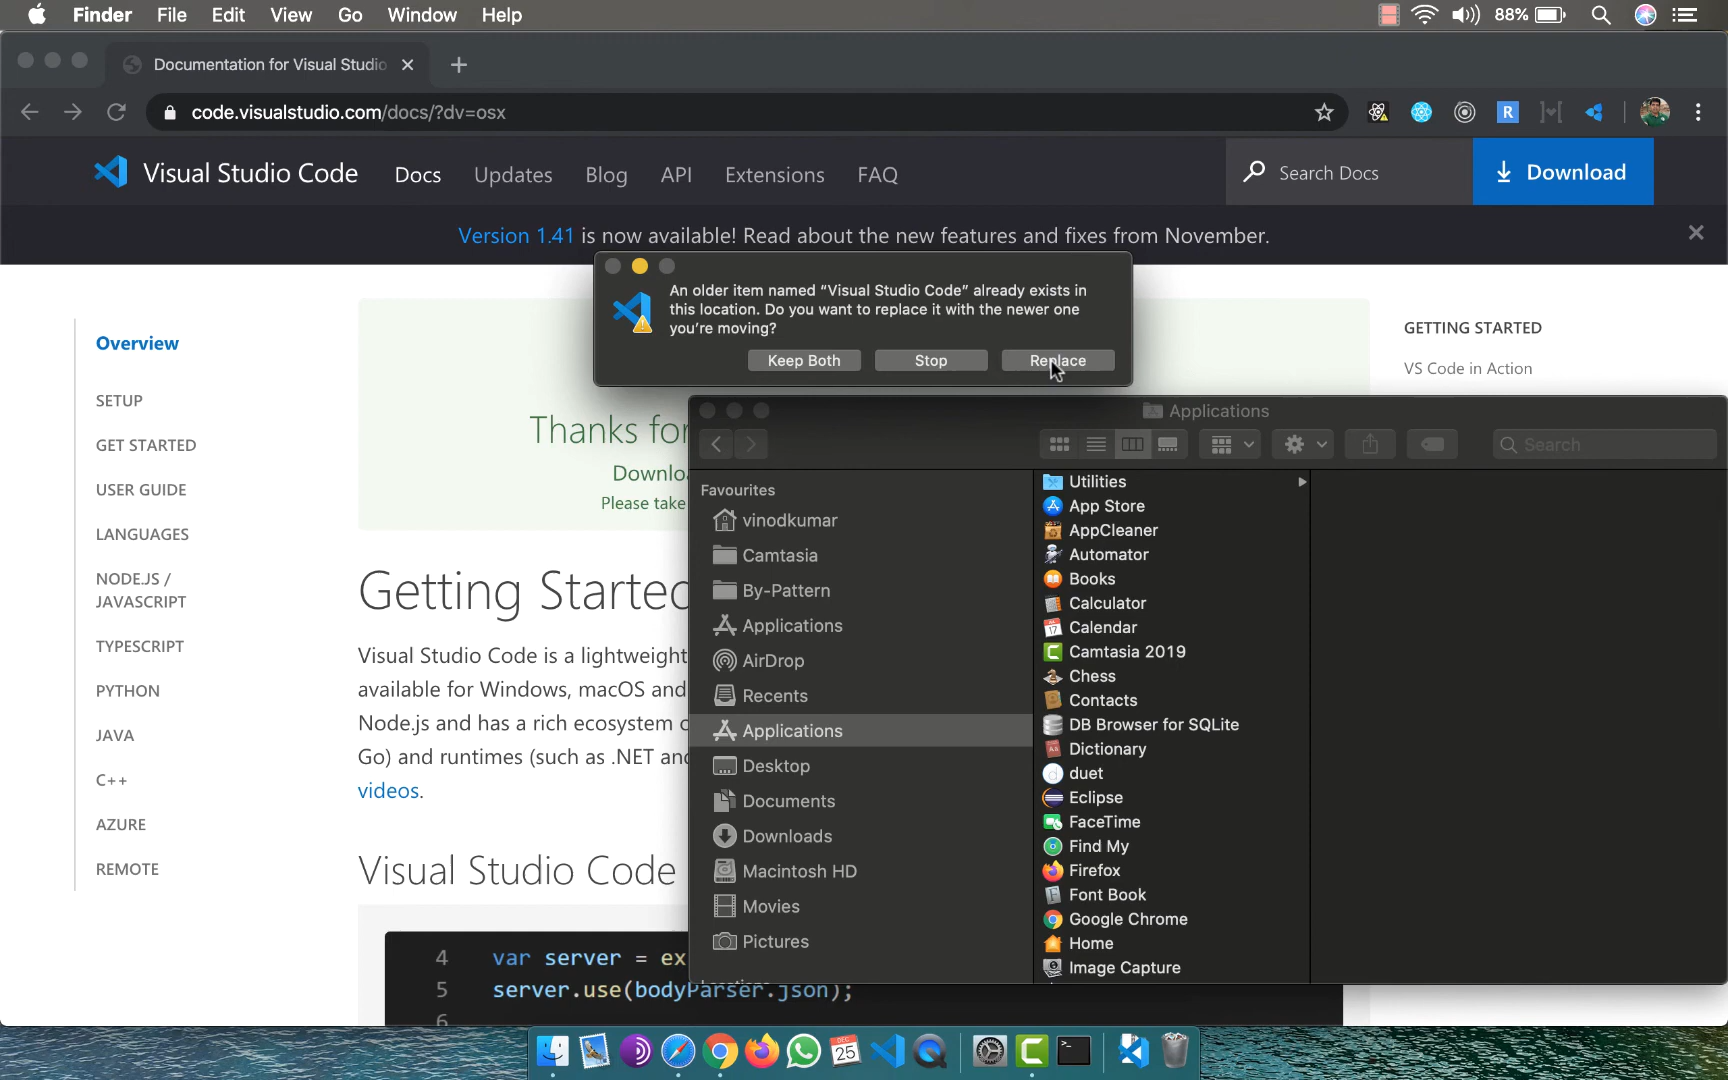 Finder File Edit View Go Window Help
88%
Documentation for Visual Studio
code.visualstudio.com/docs/?dv=osx
R
Visual Studio Code Docs Updates Blog API Extensions FAQ
Search Docs
Download
Version 1.41 is now available! Read about the new features and fixes from November.
An older item named “Visual Studio Code” already exists in
this location. Do you want to replace it with the newer one
you’re moving?
Keep Both Stop Replace
Overview
SETUP
GET STARTED
USER GUIDE
LANGUAGES
NODE.JS /
JAVASCRIPT
TYPESCRIPT
PYTHON
JAVA
C++
AZURE
REMOTE
Thanks for
Downlo
Please take
Getting Started
Visual Studio Code is a lightweight
available for Windows, macOS and
Node.js and has a rich ecosystem
Go) and runtimes (such as .NET and
videos.
Visual Studio Code
4 var server = ex
5 server.use(bodyParser.json);
6
GETTING STARTED
VS Code in Action
Applications
Search
Favourites
vinodkumar
Camtasia
By-Pattern
Applications
AirDrop
Recents
Applications
Desktop
Documents
Downloads
Macintosh HD
Movies
Pictures
Utilities
App Store
AppCleaner
Automator
Books
Calculator
Calendar
Camtasia 2019
Chess
Contacts
DB Browser for SQLite
Dictionary
duet
Eclipse
FaceTime
Find My
Firefox
Font Book
Google Chrome
Home
Image Capture
DEC
25